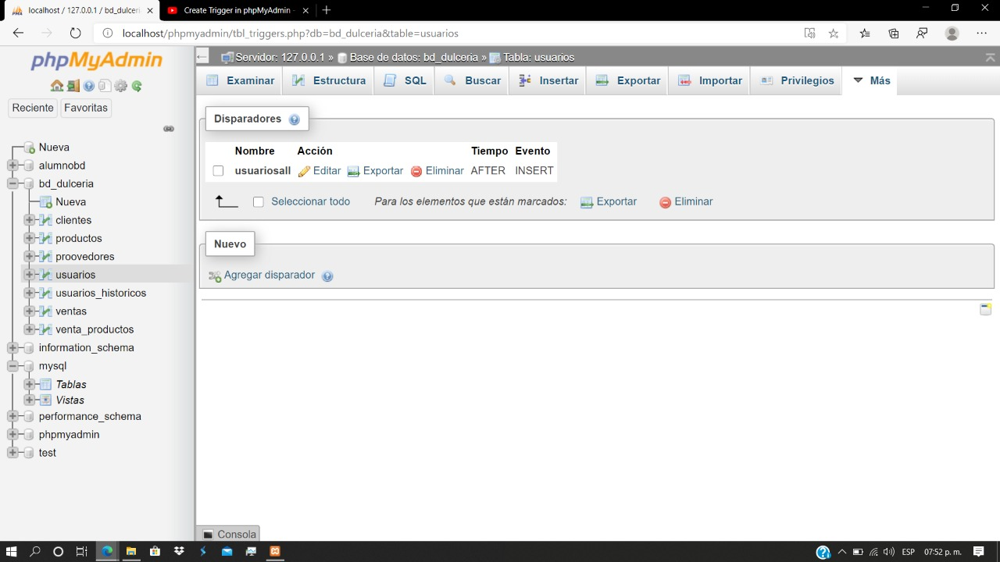 localhost / 127.0.0.1 / bd_dulceri
Create Trigger in phpMyAdmin -
localhost/phpmyadmin/tbl_triggers.php?db=bd_dulceria&table=usuarios
phpMyAdmin
Reciente Favoritas
Nueva
alumnobd
bd_dulceria
Nueva
clientes
productos
proovedores
usuarios
usuarios_historicos
ventas
venta_productos
information_schema
mysql
Tablas
Vistas
performance_schema
phpmyadmin
test
Servidor: 127.0.0.1 » Base de datos: bd_dulceria » Tabla: usuarios
Examinar Estructura SQL Buscar Insertar Exportar Importar Privilegios Más
Disparadores
Nombre Acción Tiempo Evento
usuariosall Editar Exportar Eliminar AFTER INSERT
Seleccionar todo Para los elementos que están marcados: Exportar Eliminar
Nuevo
Agregar disparador
Consola
ESP 07:52 p. m.